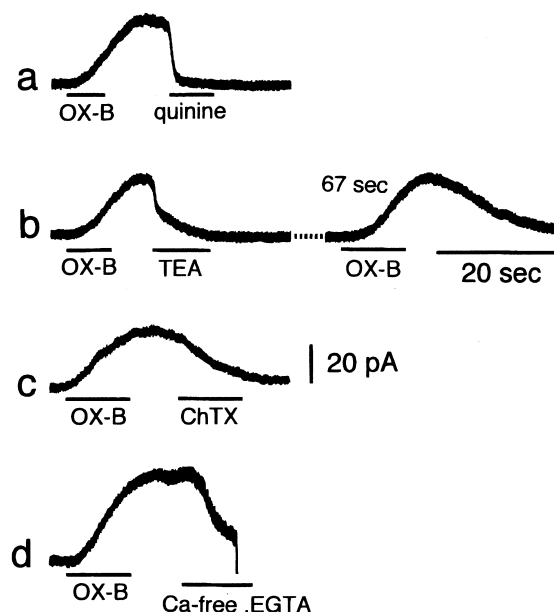 a
OX-B quinine
67 sec
b
OX-B TEA OX-B 20 sec
c
20 pA
OX-B ChTX
d
OX-B Ca-free ,EGTA